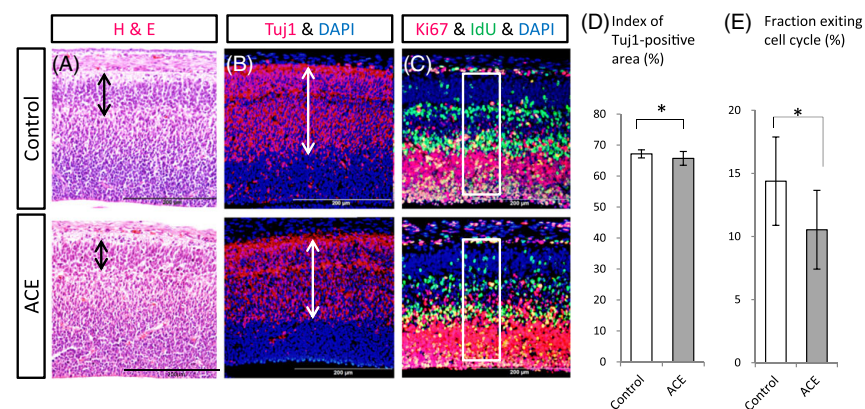 H & E
Tuj1 & DAPI
Ki67 & IdU & DAPI
(D) Index of
Tuj1-positive
area (%)
(E) Fraction exiting
cell cycle (%)
Control
(A)
(B)
(C)
200 μm
200 μm
ACE
200 μm
200 μm
80
70
60
50
40
30
20
10
0
*
Control
ACE
20
15
10
5
0
*
Control
ACE